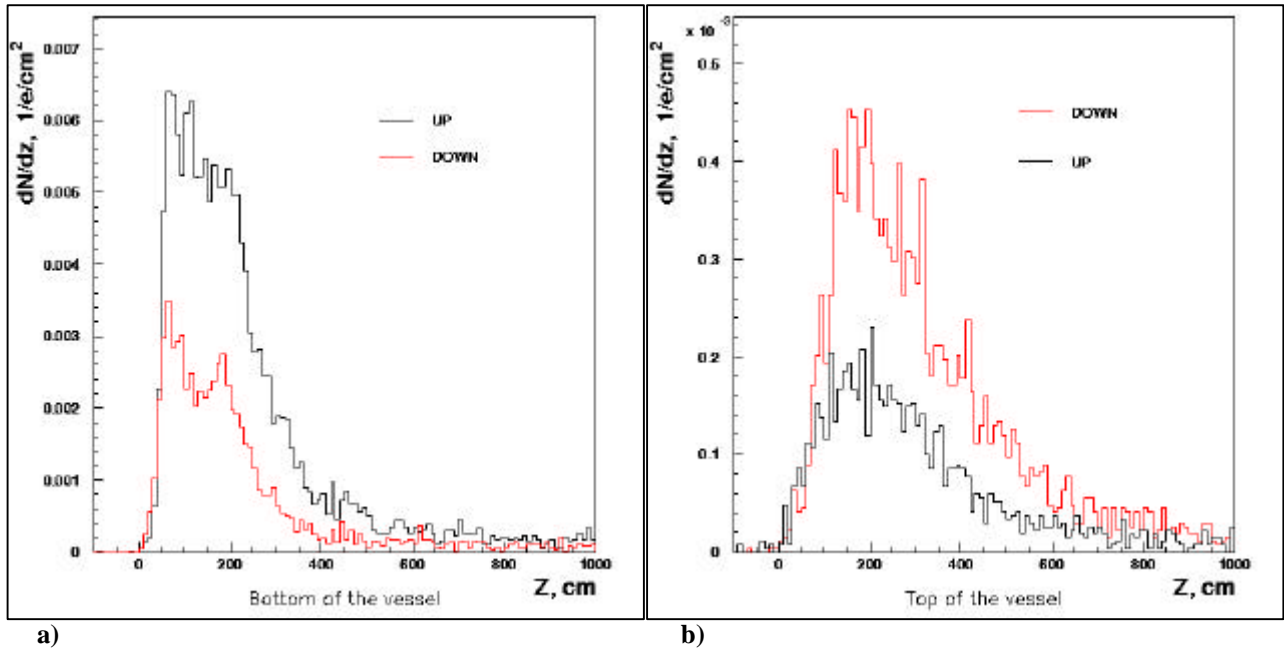 dN/dz, 1/e/cm²
0.007
0.006
0.005
0.004
0.003
0.002
0.001
0
UP
DOWN
0 200 400 600 800 1000
Z, cm
Bottom of the vessel
a)
dN/dz, 1/e/cm²
0.5
0.4
0.3
0.2
0.1
0
DOWN
UP
0 200 400 600 800 1000
Z, cm
Top of the vessel
b)